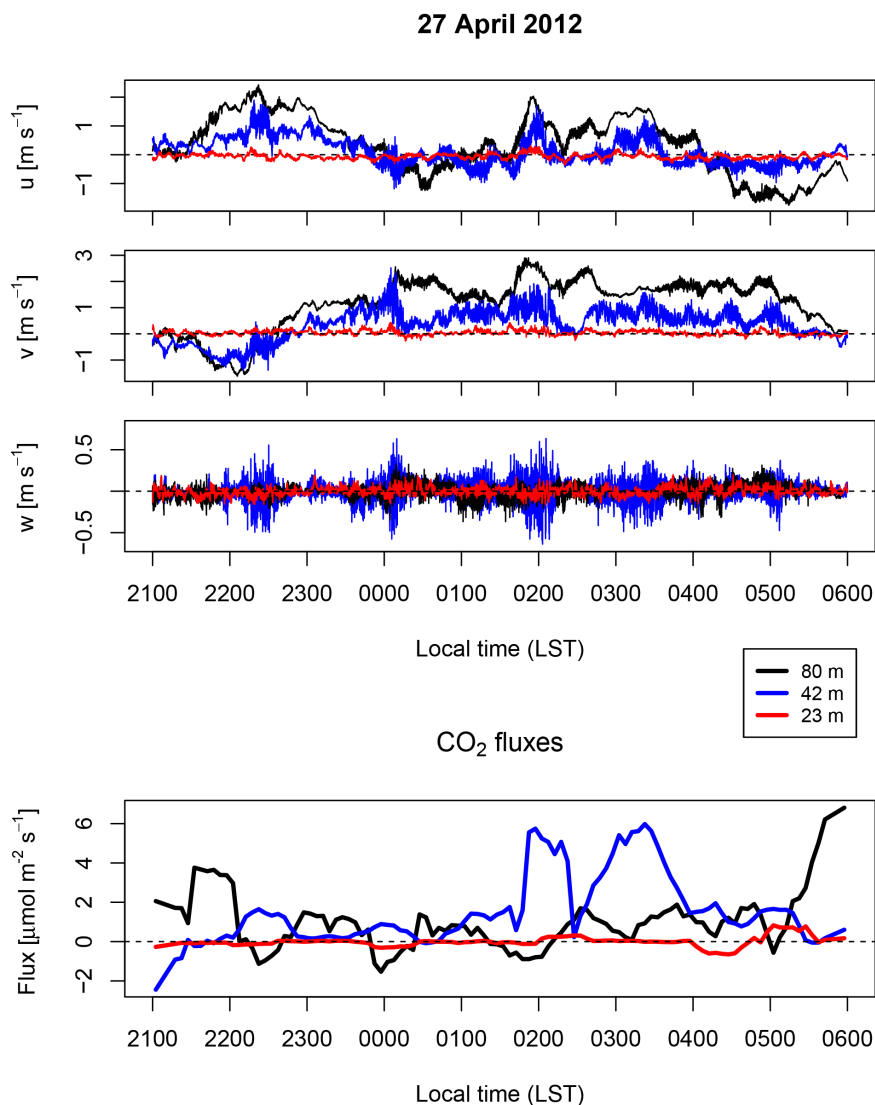 27 April 2012
u [m s⁻¹]
1
−1
v [m s⁻¹]
3
1
−1
w [m s⁻¹]
0.5
−0.5
2100 2200 2300 0000 0100 0200 0300 0400 0500 0600
Local time (LST)
80 m
42 m
23 m
CO₂ fluxes
Flux [µmol m⁻² s⁻¹]
6
4
2
0
−2
2100 2200 2300 0000 0100 0200 0300 0400 0500 0600
Local time (LST)